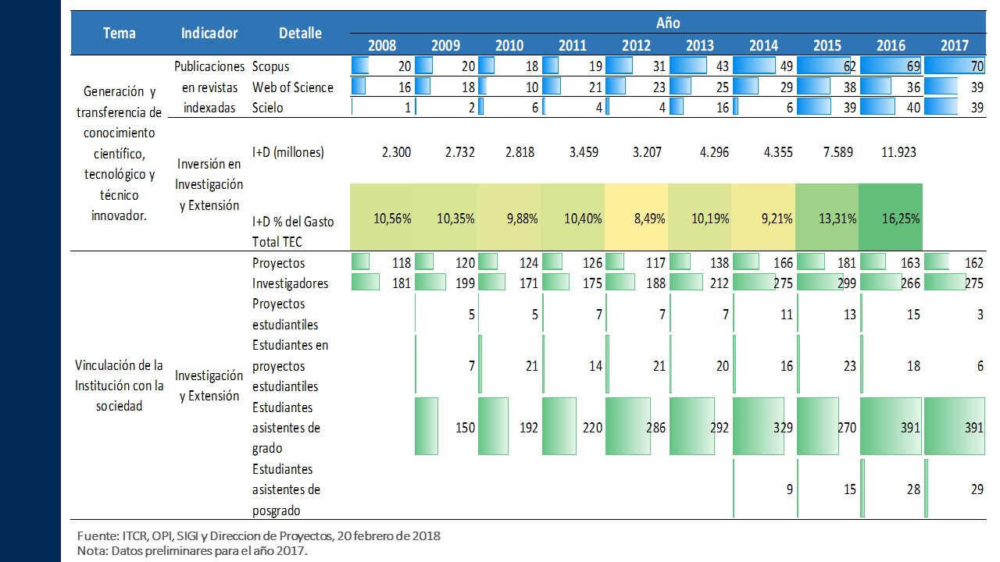 Tema Indicador Detalle Año
2008 2009 2010 2011 2012 2013 2014 2015 2016 2017
Generación y
transferencia de
conocimiento
científico,
tecnológico y
técnico
innovador.
Publicaciones
en revistas
indexadas
Scopus 20 20 18 19 31 43 49 62 69 70
Web of Science 16 18 10 21 23 25 29 38 36 39
Scielo 1 2 6 4 4 16 6 39 40 39
Inversión en
Investigación
y Extensión
I+D (millones) 2.300 2.732 2.818 3.459 3.207 4.296 4.355 7.589 11.923
I+D % del Gasto
Total TEC
10,56% 10,35% 9,88% 10,40% 8,49% 10,19% 9,21% 13,31% 16,25%
Vinculación de la
Institución con la
sociedad
Investigación
y Extensión
Proyectos 118 120 124 126 117 138 166 181 163 162
Investigadores 181 199 171 175 188 212 275 299 266 275
Proyectos
estudiantiles
5 5 7 7 7 11 13 15 3
Estudiantes en
proyectos
estudiantiles
7 21 14 21 20 16 23 18 6
Estudiantes
asistentes de
grado
150 192 220 286 292 329 270 391 391
Estudiantes
asistentes de
posgrado
9 15 28 29
Fuente: ITCR, OPI, SIGI y Direccion de Proyectos, 20 febrero de 2018
Nota: Datos preliminares para el año 2017.